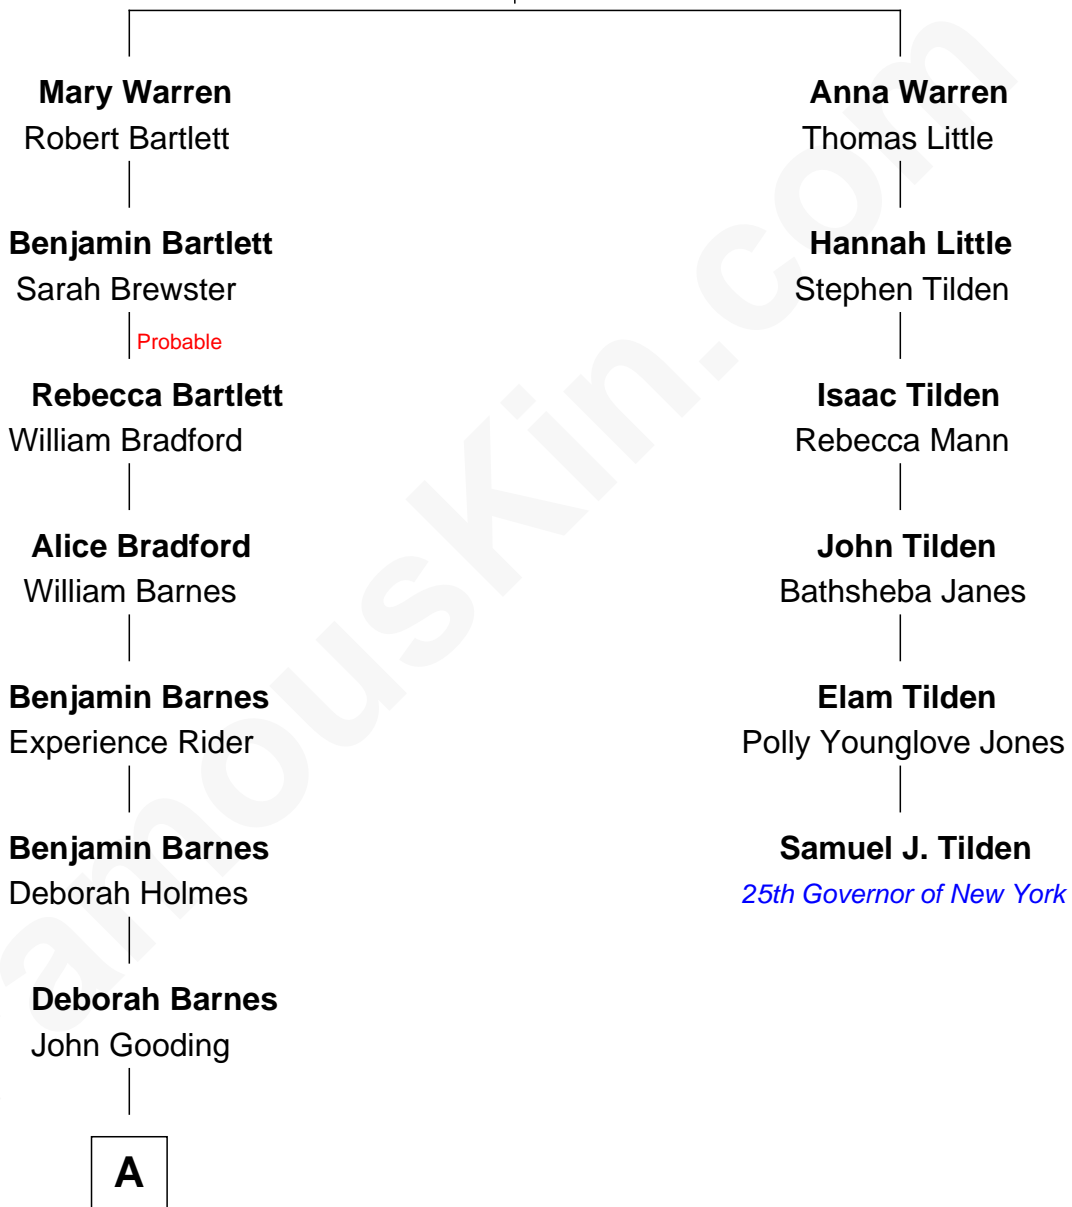 Mary Warren
Robert Bartlett
Benjamin Bartlett
Sarah Brewster
Probable
Rebecca Bartlett
William Bradford
Alice Bradford
William Barnes
Benjamin Barnes
Experience Rider
Benjamin Barnes
Deborah Holmes
Deborah Barnes
John Gooding
A
Anna Warren
Thomas Little
Hannah Little
Stephen Tilden
Isaac Tilden
Rebecca Mann
John Tilden
Bathsheba Janes
Elam Tilden
Polly Younglove Jones
Samuel J. Tilden
25th Governor of New York
amouskin.com